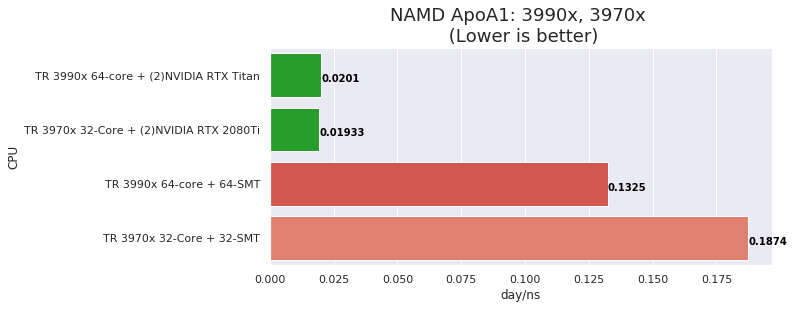 NAMD ApoA1: 3990x, 3970x
(Lower is better)
TR 3990x 64-core + (2)NVIDIA RTX Titan
0.0201
TR 3970x 32-Core + (2)NVIDIA RTX 2080Ti
0.01933
CPU
TR 3990x 64-core + 64-SMT
0.1325
TR 3970x 32-Core + 32-SMT
0.1874
0.000 0.025 0.050 0.075 0.100 0.125 0.150 0.175
day/ns